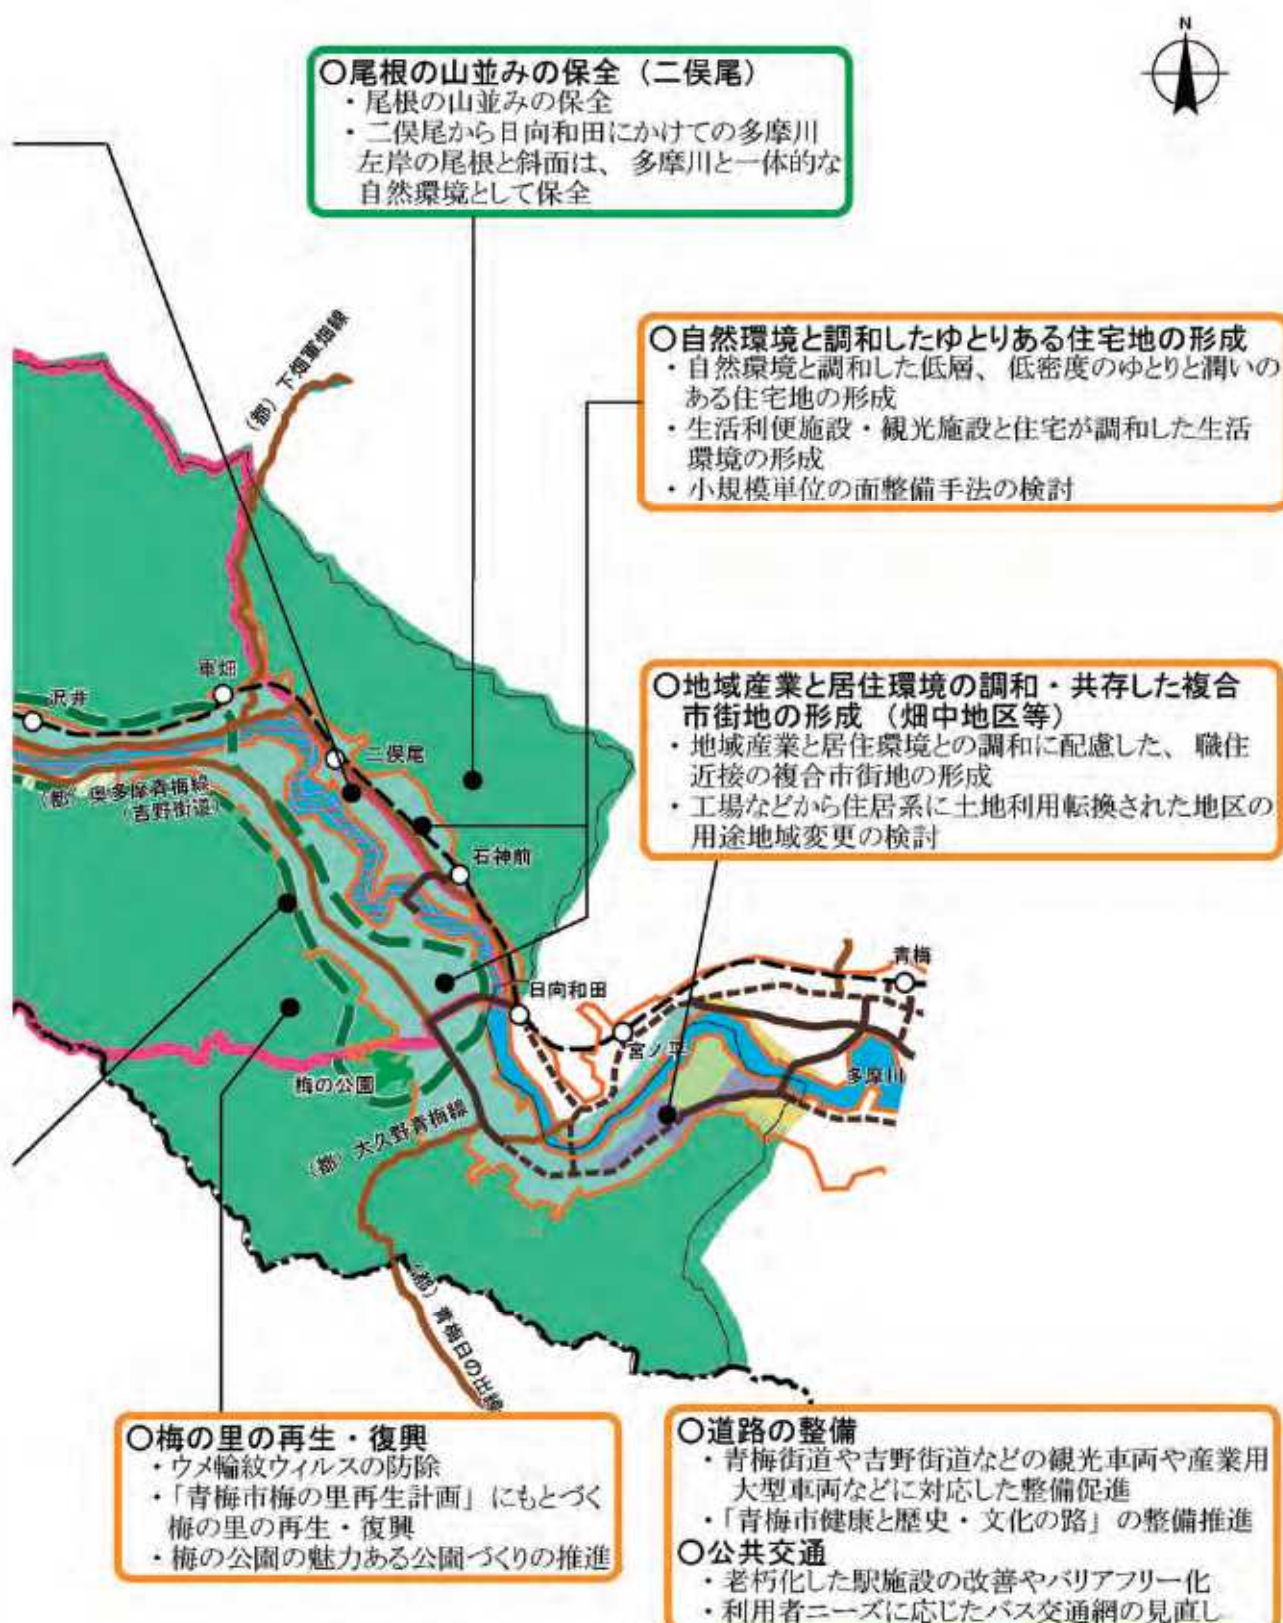 N
○尾根の山並みの保全（二俣尾）
・尾根の山並みの保全
・二俣尾から日向和田にかけての多摩川
左岸の尾根と斜面は、多摩川と一体的な
自然環境として保全
○自然環境と調和したゆとりある住宅地の形成
・自然環境と調和した低層、低密度のゆとりと潤いの
ある住宅地の形成
・生活利便施設・観光施設と住宅が調和した生活
環境の形成
・小規模単位の面整備手法の検討
（都）下畑軍畑線
○地域産業と居住環境の調和・共存した複合
市街地の形成（畑中地区等）
・地域産業と居住環境との調和に配慮した、職住
近接の複合市街地の形成
・工場などから住居系に土地利用転換された地区の
用途地域変更の検討
軍畑
沢井
二俣尾
（都）奥多摩青梅線
（吉野街道）
石神前
青梅
日向和田
宮ノ平
多摩川
梅の公園
（都）大久野青梅線
（都）青梅日の出線
○梅の里の再生・復興
・ウメ輪紋ウィルスの防除
・「青梅市梅の里再生計画」にもとづく
梅の里の再生・復興
・梅の公園の魅力ある公園づくりの推進
○道路の整備
・青梅街道や吉野街道などの観光車両や産業用
大型車両などに対応した整備促進
・「青梅市健康と歴史・文化の路」の整備推進
○公共交通
・老朽化した駅施設の改善やバリアフリー化
・利用者ニーズに応じたバス交通網の見直し